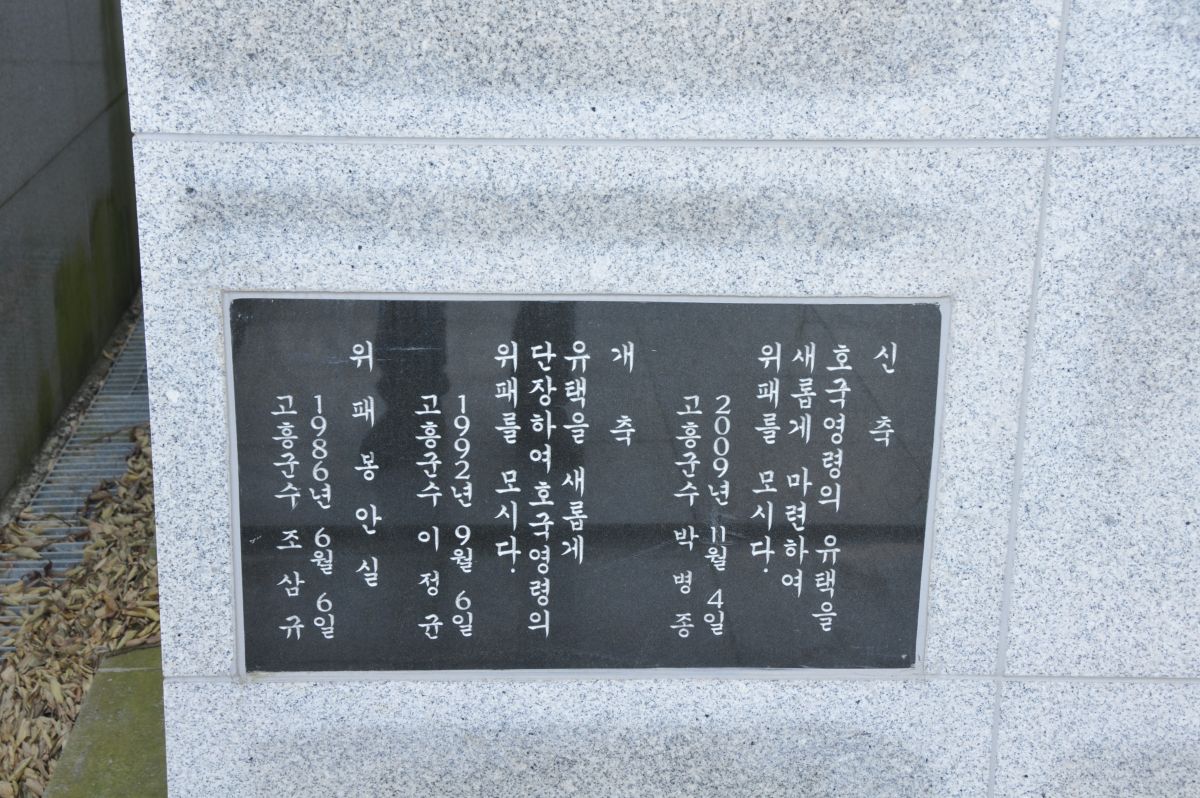 신축
호국영령의 유택을
새롭게 마련하여
위패를 모시다.
2009년 11월 4일
고흥군수 박병종
개축
유택을 새롭게
단장하여 호국영령의
위패를 모시다.
1992년 9월 6일
고흥군수 이정균
위패봉안실
1986년 6월 6일
고흥군수 조삼규